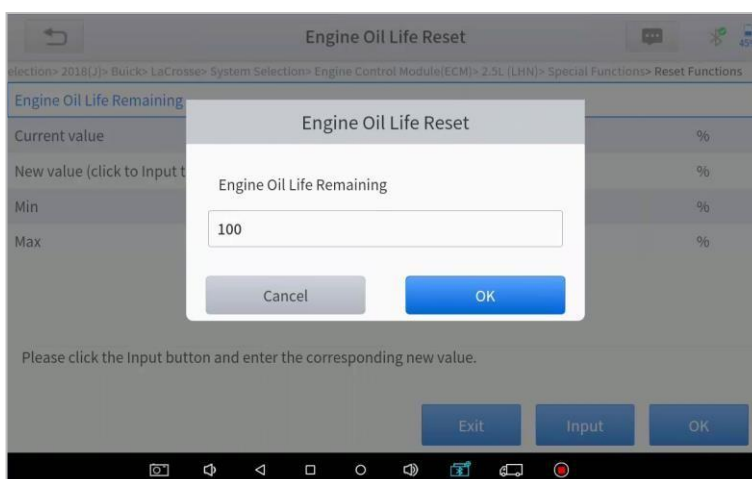 Engine Oil Life Reset
45%
election> 2018(J)> Buick> LaCrosse> System Selection> Engine Control Module(ECM)> 2.5L (LHN)> Special Functions> Reset Functions
Engine Oil Life Remaining
Current value %
New value (click to Input t %
Min %
Max %
Engine Oil Life Reset
Engine Oil Life Remaining
100
Cancel OK
Please click the Input button and enter the corresponding new value.
Exit Input OK